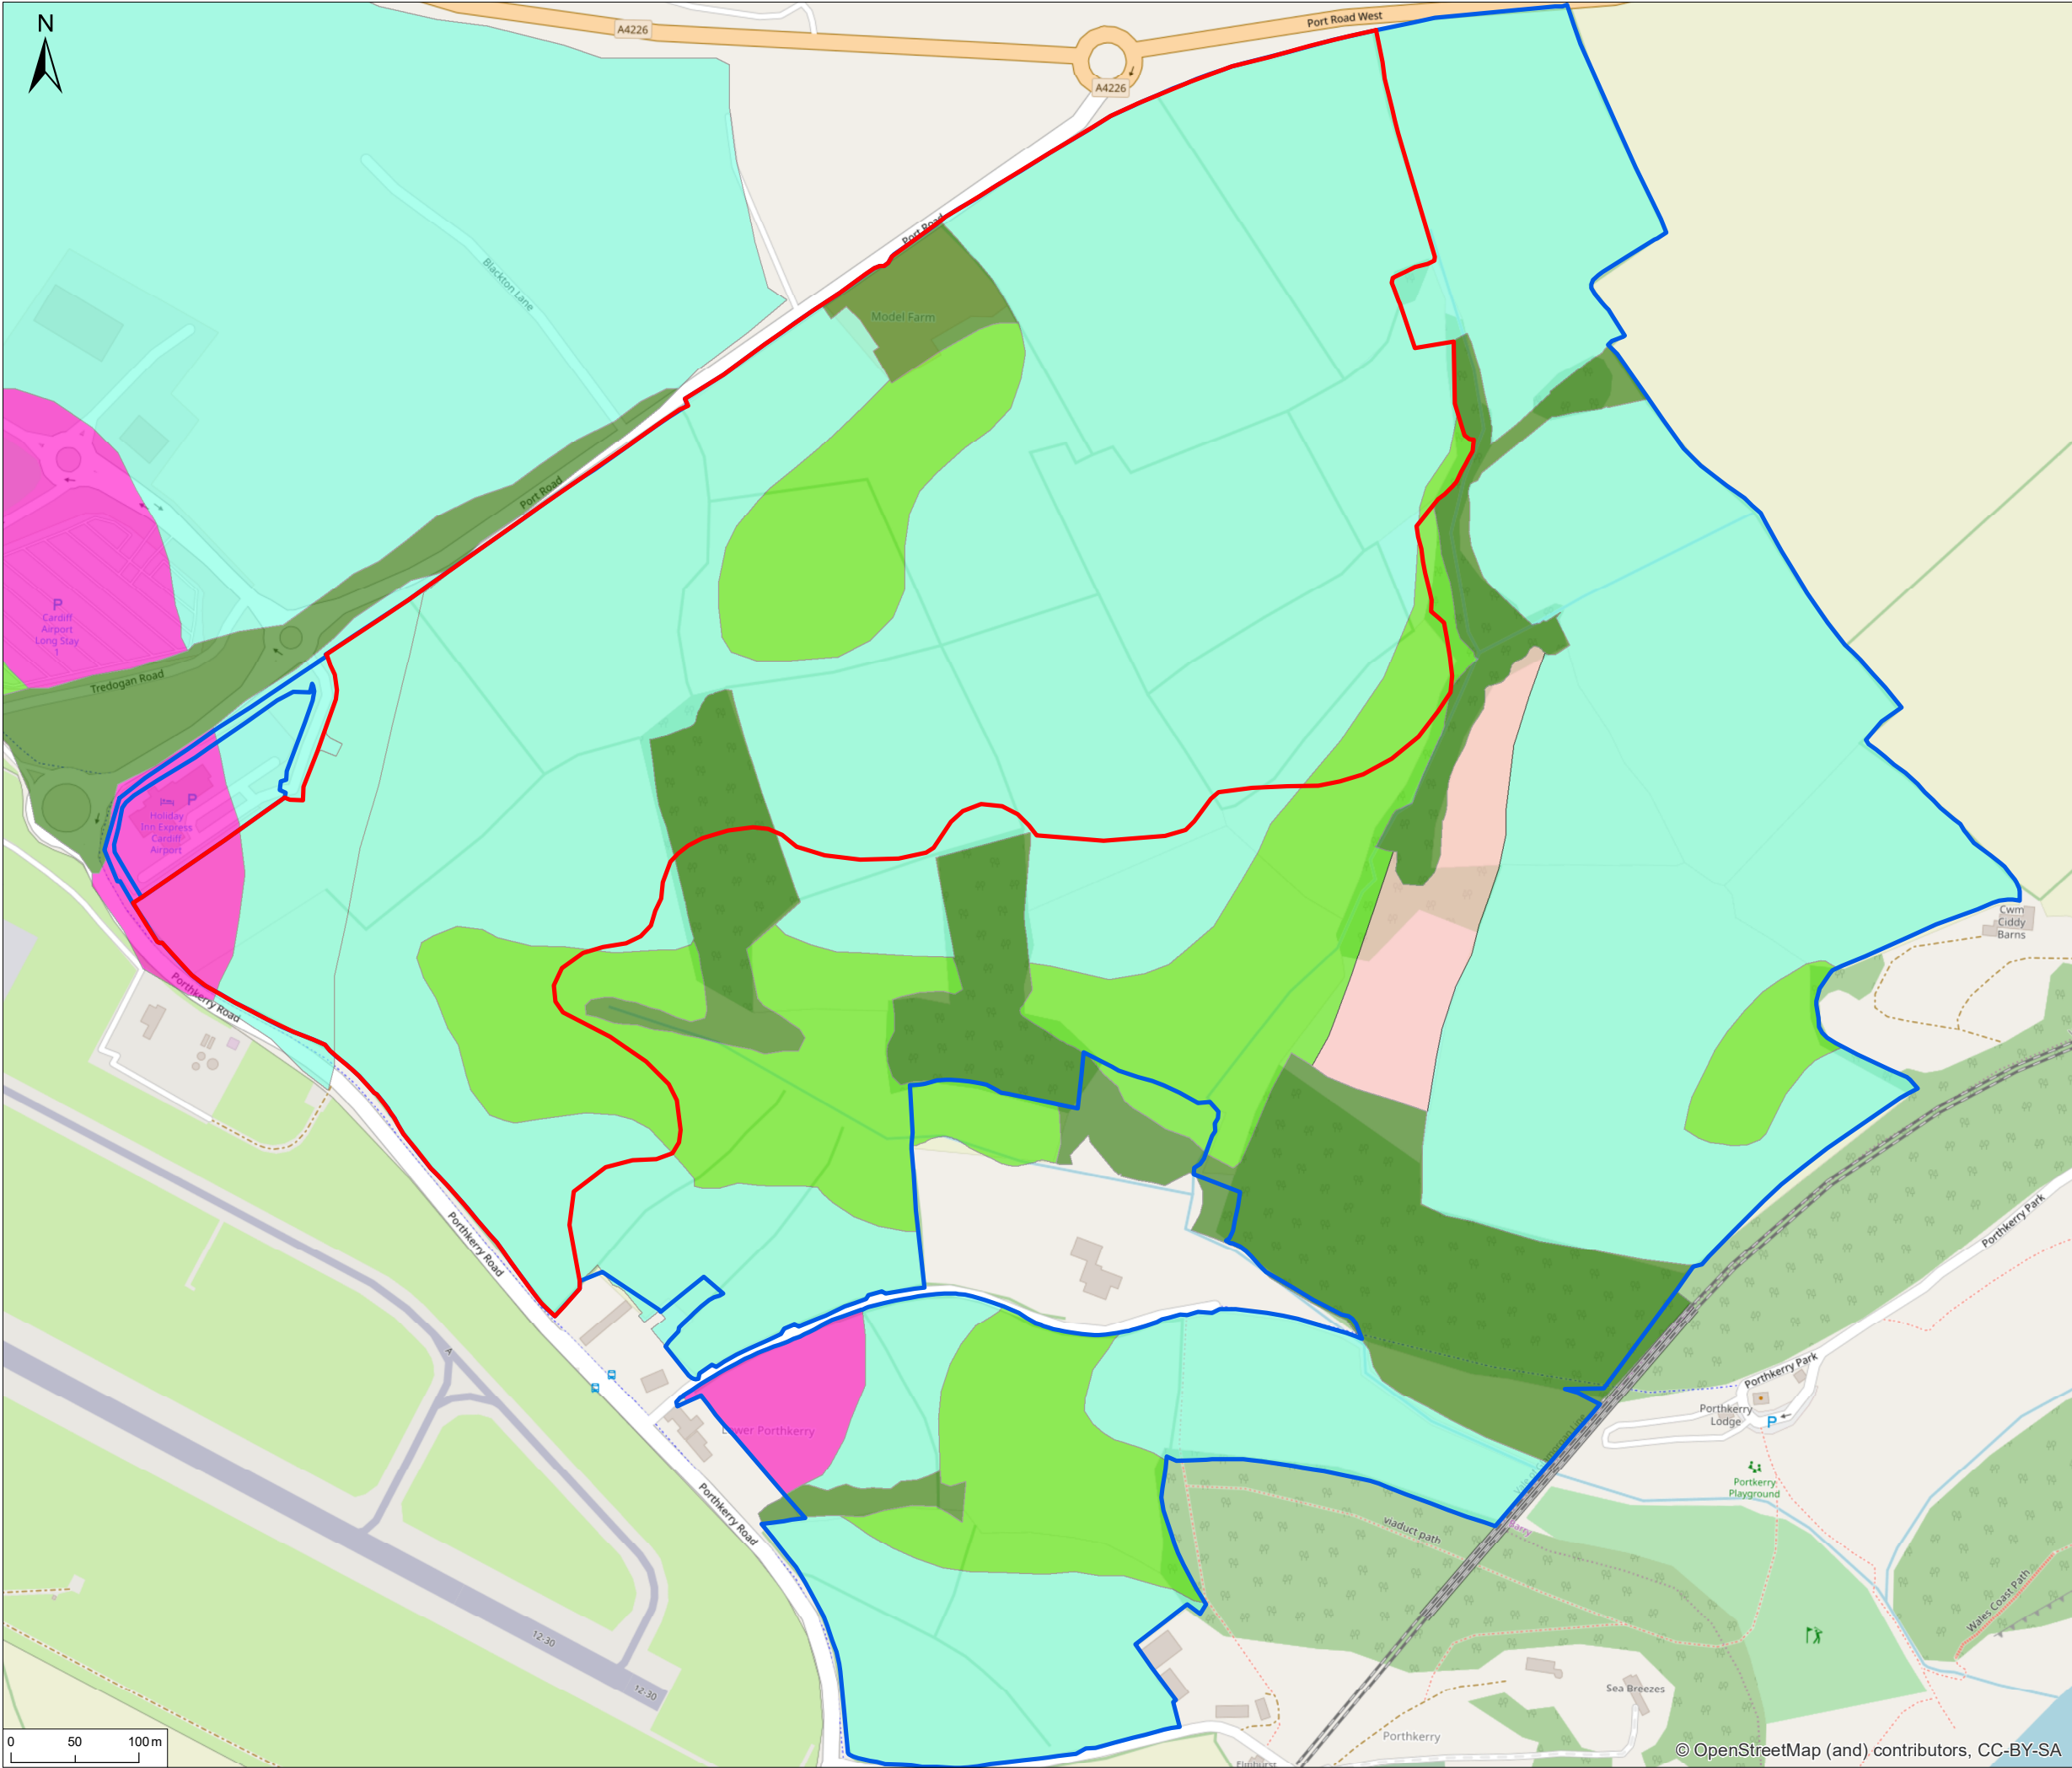 N
A4226
Port Road West
A4226
Port Road
Blackton Lane
Model Farm
Port Road
P
Cardiff
Airport
Long Stay
1
Tredogan Road
P
Holiday
Inn Express
Cardiff
Airport
Cwm
Ciddy
Barns
Porthkerry Road
Porthkerry Park
Porthkerry Road
A
Porthkerry Park
Porthkerry
Lodge
P
Lower Porthkerry
Portkerry
Playground
Porthkerry Road
viaduct path
Barry
Wales Coast Path
12-30
12-30
Sea Breezes
Porthkerry
0 50 100 m
© OpenStreetMap (and) contributors, CC-BY-SA